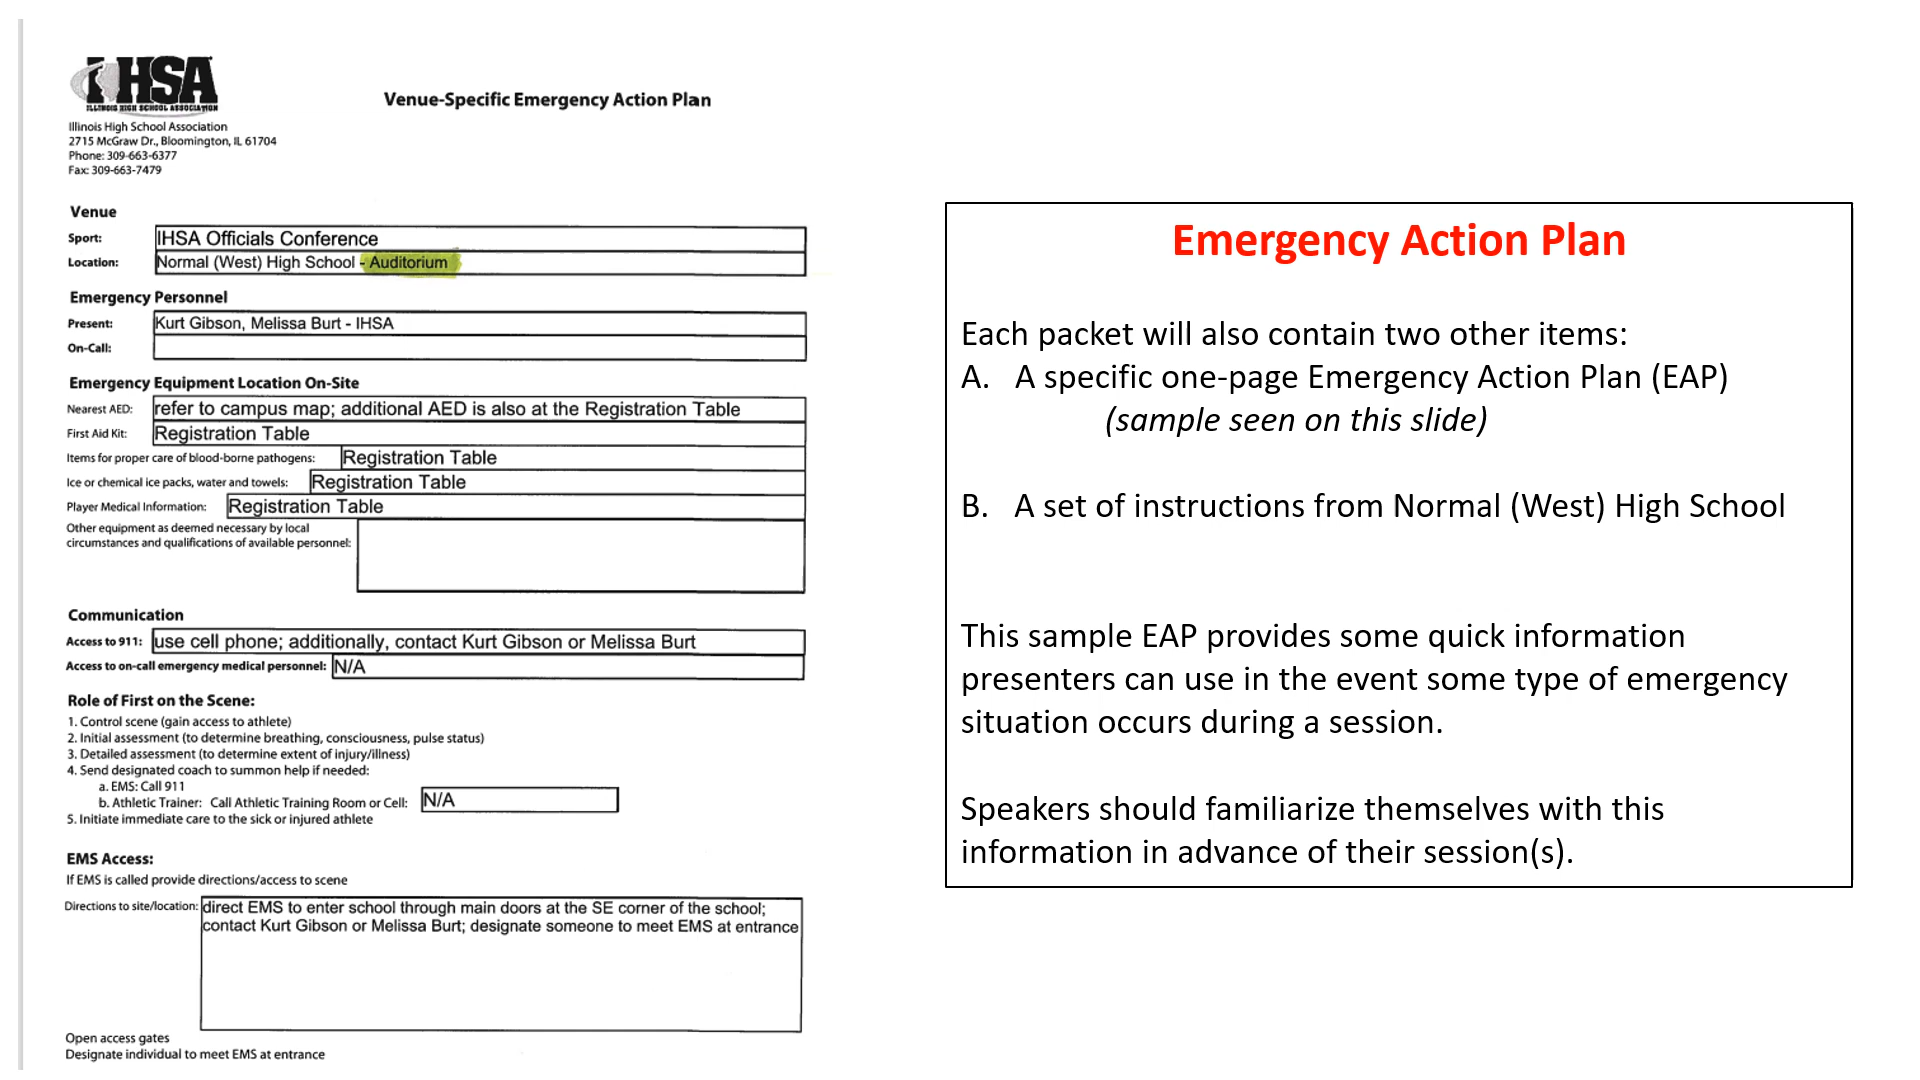 IHSA
ILLINOIS HIGH SCHOOL ASSOCIATION
Illinois High School Association
2715 McGraw Dr., Bloomington, IL 61704
Phone: 309-663-6377
Fax: 309-663-7479
Venue-Specific Emergency Action Plan
Venue
Sport: IHSA Officials Conference
Location: Normal (West) High School - Auditorium
Emergency Personnel
Present: Kurt Gibson, Melissa Burt - IHSA
On-Call:
Emergency Equipment Location On-Site
Nearest AED: refer to campus map; additional AED is also at the Registration Table
First Aid Kit: Registration Table
Items for proper care of blood-borne pathogens: Registration Table
Ice or chemical ice packs, water and towels: Registration Table
Player Medical Information: Registration Table
Other equipment as deemed necessary by local
circumstances and qualifications of available personnel:
Communication
Access to 911: use cell phone; additionally, contact Kurt Gibson or Melissa Burt
Access to on-call emergency medical personnel: N/A
Role of First on the Scene:
1. Control scene (gain access to athlete)
2. Initial assessment (to determine breathing, consciousness, pulse status)
3. Detailed assessment (to determine extent of injury/illness)
4. Send designated coach to summon help if needed:
a. EMS: Call 911
b. Athletic Trainer: Call Athletic Training Room or Cell: N/A
5. Initiate immediate care to the sick or injured athlete
EMS Access:
If EMS is called provide directions/access to scene
Directions to site/location: direct EMS to enter school through main doors at the SE corner of the school;
contact Kurt Gibson or Melissa Burt; designate someone to meet EMS at entrance
Open access gates
Designate individual to meet EMS at entrance
Emergency Action Plan
Each packet will also contain two other items:
A. A specific one-page Emergency Action Plan (EAP)
(sample seen on this slide)
B. A set of instructions from Normal (West) High School
This sample EAP provides some quick information
presenters can use in the event some type of emergency
situation occurs during a session.
Speakers should familiarize themselves with this
information in advance of their session(s).